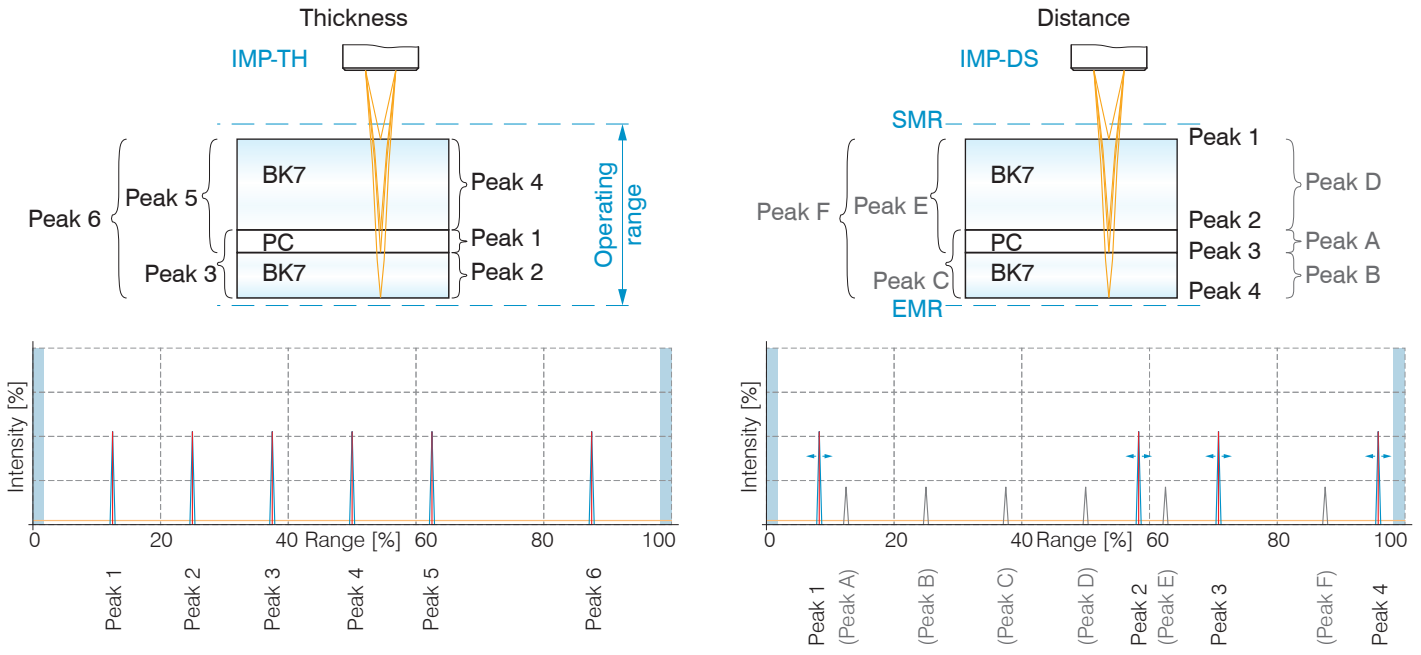 Thickness
IMP-TH
BK7
PC
BK7
Peak 6
Peak 5
Peak 3
Peak 4
Peak 1
Peak 2
Operating
range
Intensity [%]
0
20
40
Range [%]
60
80
100
Peak 1
Peak 2
Peak 3
Peak 4
Peak 5
Peak 6
Distance
IMP-DS
SMR
Peak 1
BK7
Peak D
Peak F
Peak E
Peak 2
PC
Peak 3
Peak A
BK7
Peak B
Peak C
Peak 4
EMR
Intensity [%]
0
20
40
Range [%]
60
80
100
Peak 1
(Peak A)
(Peak B)
(Peak C)
(Peak D)
Peak 2
(Peak E)
Peak 3
(Peak F)
Peak 4